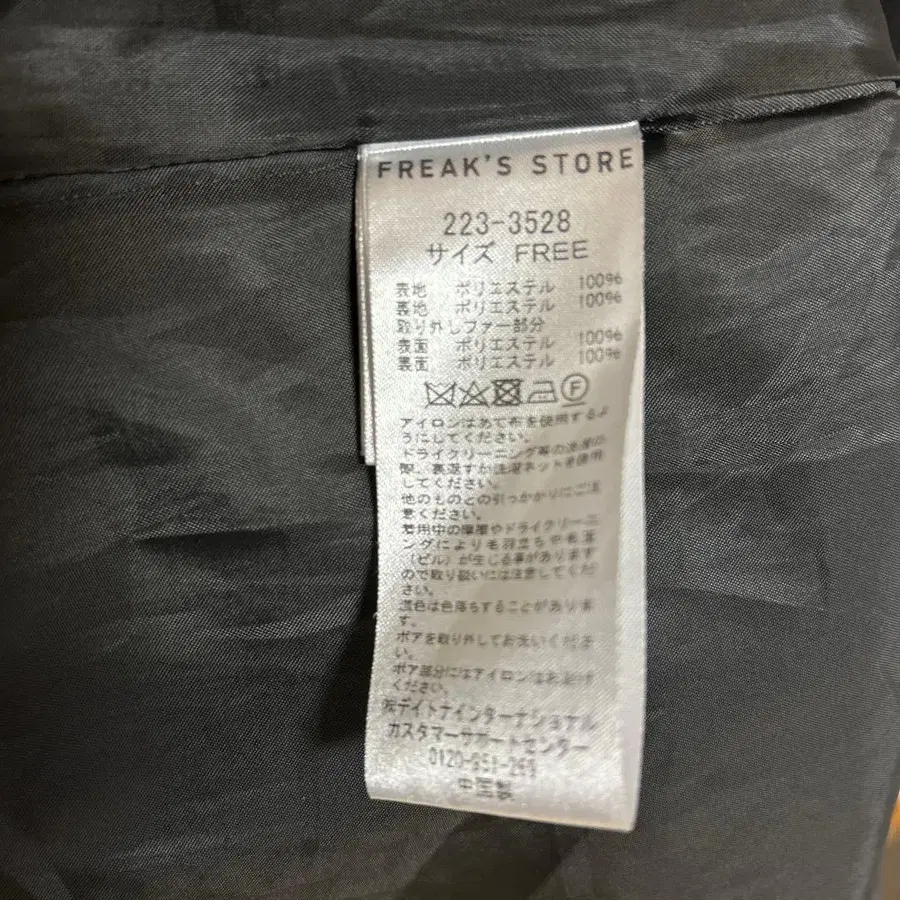 FREAK'S STORE
223-3528
サイズ FREE
表地 ポリエステル 100%
裏地 ポリエステル 100%
取り外しファー部分
表面 ポリエステル 100%
裏面 ポリエステル 100%
F
アイロンはあて布を使用するよ
うにしてください。
ドライクリーニング等の洗濯の
際、裏返すか洗濯ネットを使用
してください。
他のものとの引っかかりにご注
意ください。
着用中の摩擦やドライクリーニ
ングにより毛羽立ちや毛玉
(ピル)が生じる事があります
ので取り扱いには注意してくだ
さい。
濃色は色落ちすることがありま
す。
ボアを取り外してお洗いくださ
い。
ボア部分にはアイロンはお避け
ください。
㈱デイトナインターナショナル
カスタマーサポートセンター
0120-951-269
中国製